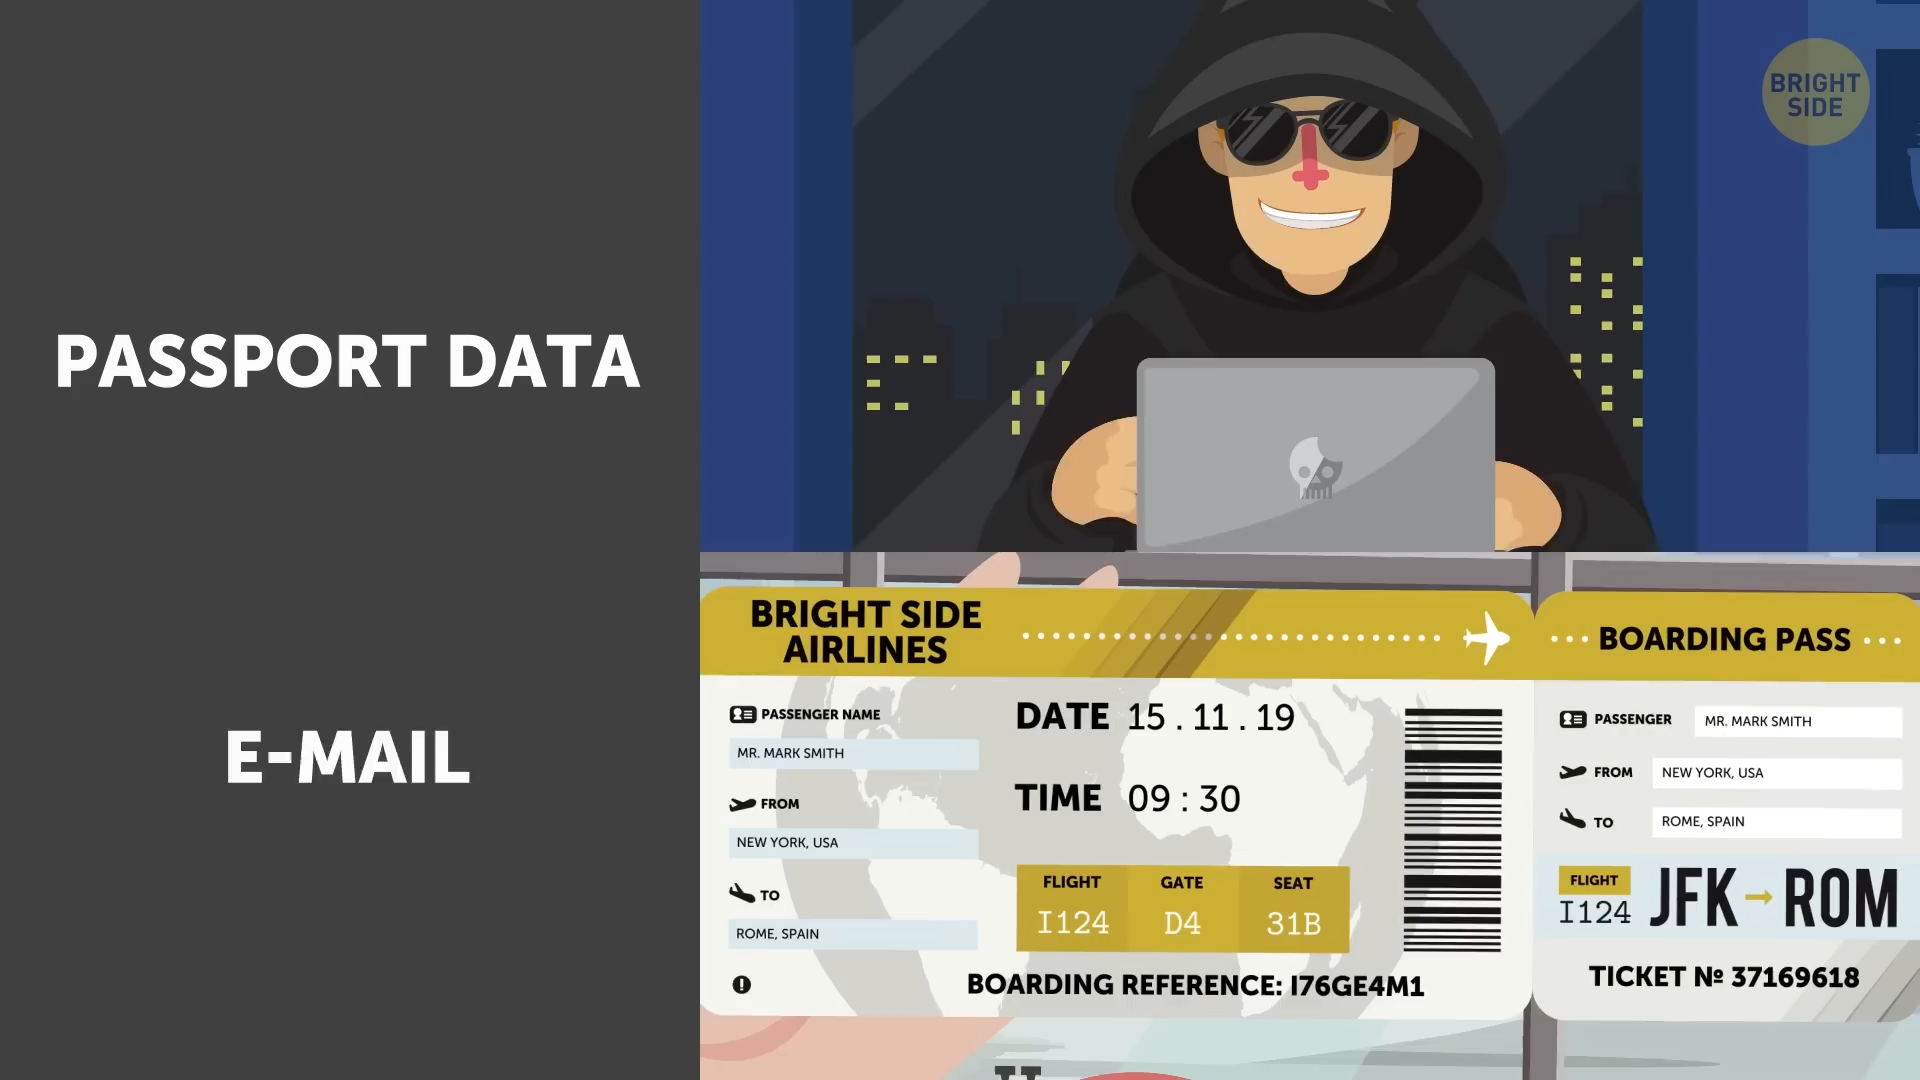 PASSPORT DATA
E-MAIL
BRIGHT
SIDE
BRIGHT SIDE
AIRLINES
BOARDING PASS
PASSENGER NAME
MR. MARK SMITH
FROM
NEW YORK, USA
TO
ROME, SPAIN
DATE 15 . 11 . 19
TIME 09 : 30
FLIGHT GATE SEAT
I124 D4 31B
BOARDING REFERENCE: I76GE4M1
PASSENGER MR. MARK SMITH
FROM NEW YORK, USA
TO ROME, SPAIN
FLIGHT
I124 JFK → ROM
TICKET № 37169618